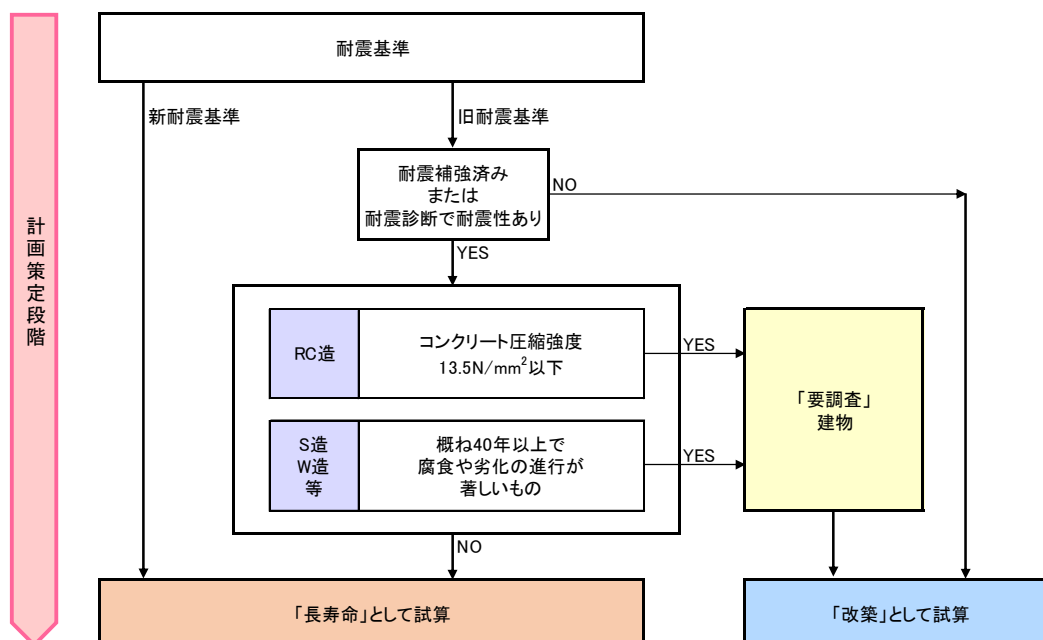 計画策定段階
耐震基準
新耐震基準
旧耐震基準
耐震補強済み
または
耐震診断で耐震性あり
NO
YES
RC造
コンクリート圧縮強度
13.5N/mm²以下
YES
S造
W造
等
概ね40年以上で
腐食や劣化の進行が
著しいもの
YES
「要調査」
建物
NO
「長寿命」として試算
「改築」として試算